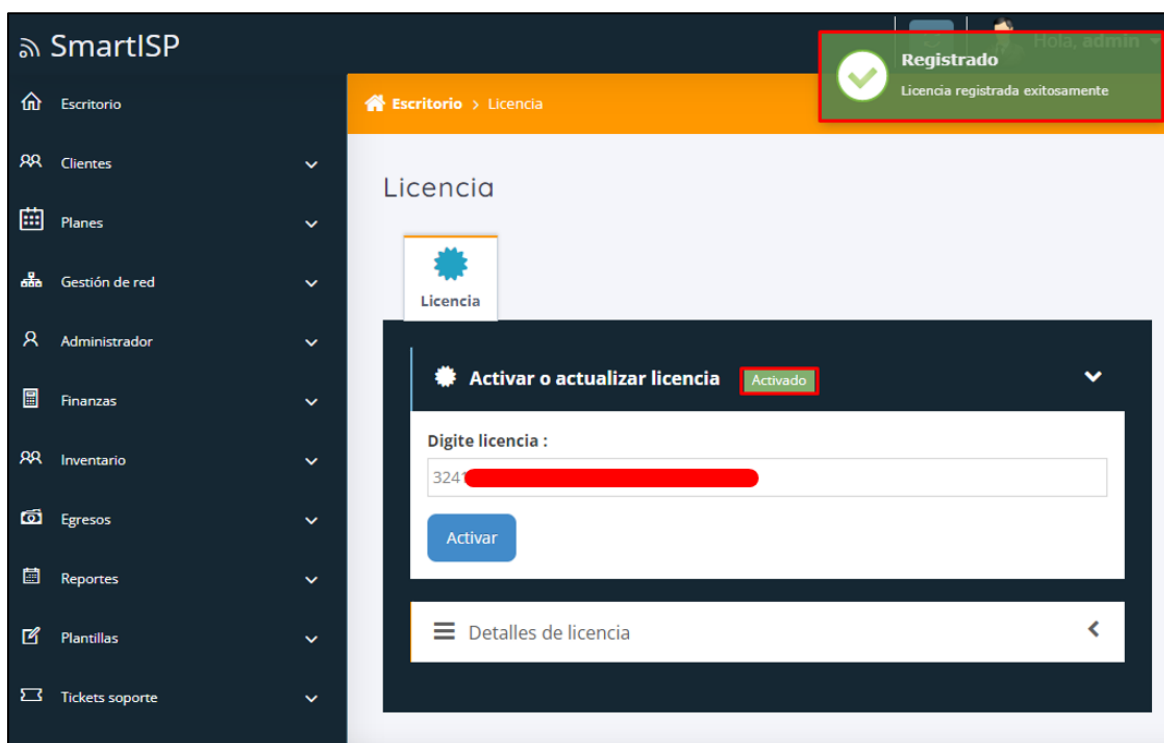 SmartISP
Hola, admin
Registrado
Licencia registrada exitosamente
Escritorio
Clientes
Planes
Gestión de red
Administrador
Finanzas
Inventario
Egresos
Reportes
Plantillas
Tickets soporte
Escritorio > Licencia
Licencia
Licencia
Activar o actualizar licencia Activado
Digite licencia :
3241
Activar
Detalles de licencia